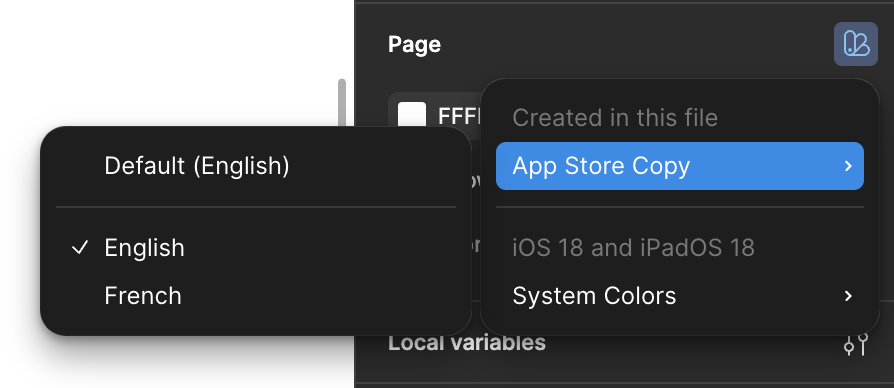 Page
FFF
Created in this file
App Store Copy
Default (English)
iOS 18 and iPadOS 18
English
French
System Colors
Local variables